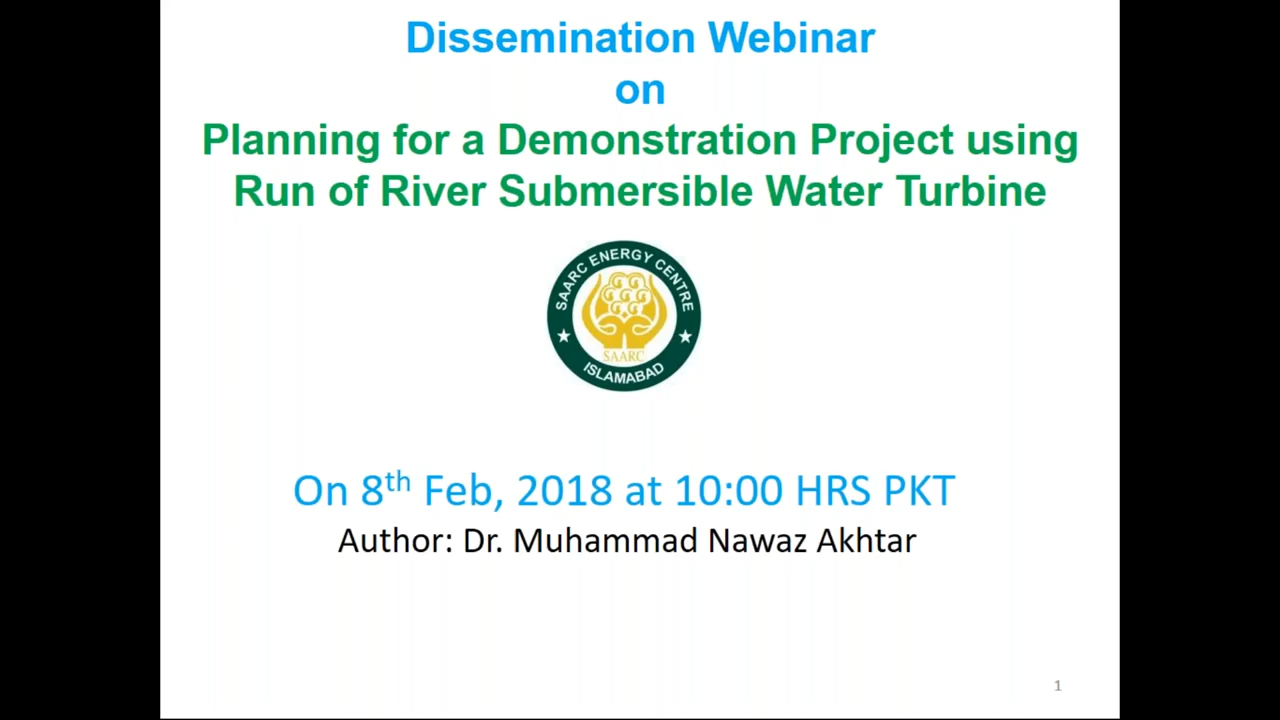 Dissemination Webinar
on
Planning for a Demonstration Project using
Run of River Submersible Water Turbine
SAARC ENERGY CENTRE
SAARC
ISLAMABAD
On 8th Feb, 2018 at 10:00 HRS PKT
Author: Dr. Muhammad Nawaz Akhtar
1